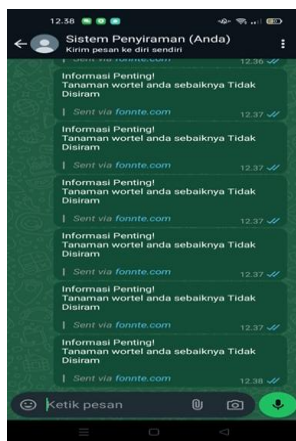 12.38
Sistem Penyiraman (Anda)
Kirim pesan ke diri sendiri
Sent via fonnte.com
12.36
Informasi Penting!
Tanaman wortel anda sebaiknya Tidak
Disiram
Sent via fonnte.com
12.37
Informasi Penting!
Tanaman wortel anda sebaiknya Tidak
Disiram
Sent via fonnte.com
12.37
Informasi Penting!
Tanaman wortel anda sebaiknya Tidak
Disiram
Sent via fonnte.com
12.37
Informasi Penting!
Tanaman wortel anda sebaiknya Tidak
Disiram
Sent via fonnte.com
12.37
Informasi Penting!
Tanaman wortel anda sebaiknya Tidak
Disiram
Sent via fonnte.com
12.37
Informasi Penting!
Tanaman wortel anda sebaiknya Tidak
Disiram
Sent via fonnte.com
12.38
Ketik pesan